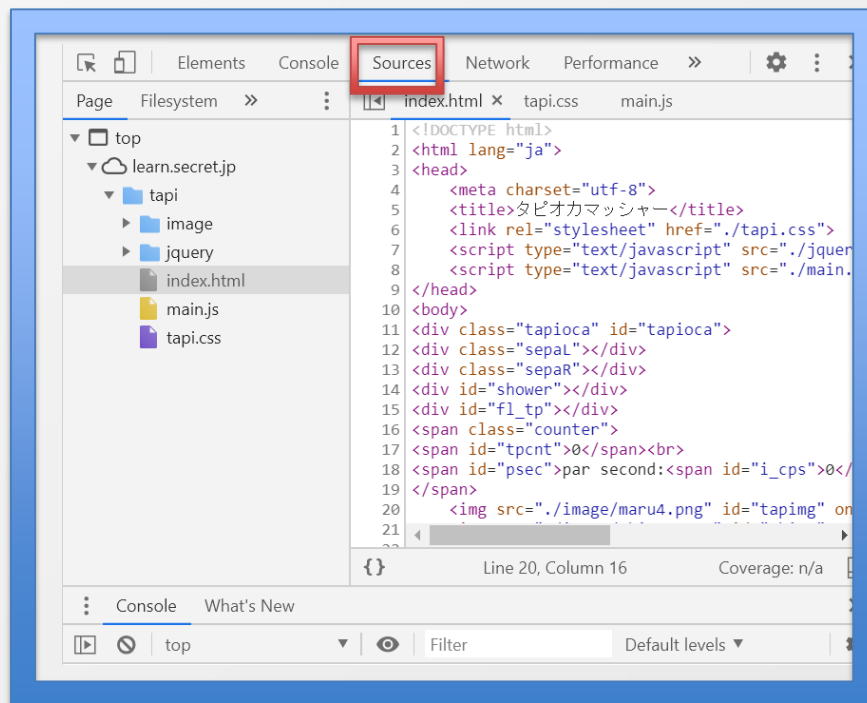 Elements Console Sources Network Performance »
Page Filesystem » index.html × tapi.css main.js
top
learn.secret.jp
tapi
image
jquery
index.html
main.js
tapi.css
1 <!DOCTYPE html>
2 <html lang="ja">
3 <head>
4 <meta charset="utf-8">
5 <title>タピオカマッシャー</title>
6 <link rel="stylesheet" href="./tapi.css">
7 <script type="text/javascript" src="./jquer
8 <script type="text/javascript" src="./main.
9 </head>
10 <body>
11 <div class="tapioca" id="tapioca">
12 <div class="sepaL"></div>
13 <div class="sepaR"></div>
14 <div id="shower"></div>
15 <div id="fl_tp"></div>
16 <span class="counter">
17 <span id="tpcnt">0</span><br>
18 <span id="psec">par second:<span id="i_cps">0</
19 </span>
20 <img src="./image/maru4.png" id="tapimg" on
21
{} Line 20, Column 16 Coverage: n/a
Console What's New
top Filter Default levels